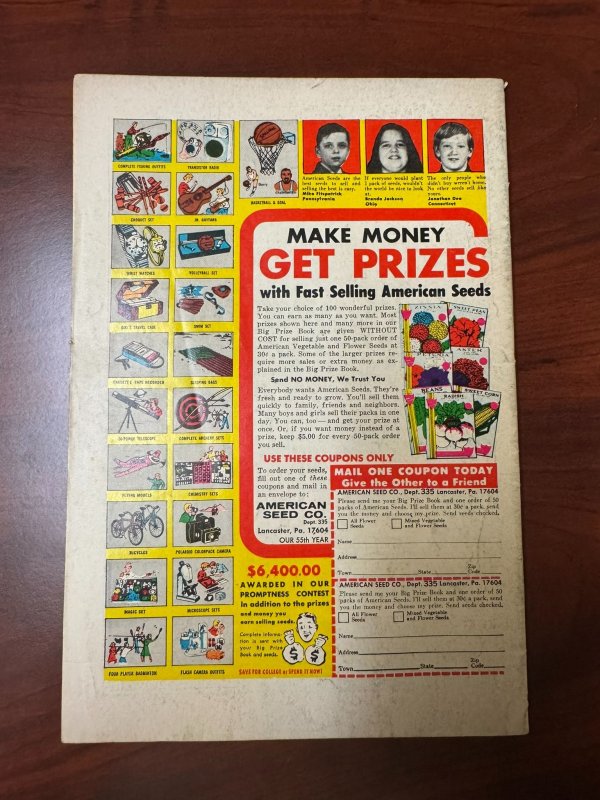 COMPLETE FISHING OUTFITS
TRANSISTOR RADIO
BASKETBALL & GOAL
American Seeds are the
best seeds to sell and
selling the best is easy.
Mike Fitzpatrick
Pennsylvania
If everyone would plant
1 pack of seeds, wouldn't
the world be nice to look
at.
Brenda Jackson
Ohio
The only people who
didn't buy weren't home.
No other seeds sell like
yours.
Jonathan Coe
Connecticut
CROQUET SET
JR. GUITARS
WRIST WATCHES
VOLLEYBALL SET
DOLL'S TRAVEL CASE
SWIM SET
CASSETTE TAPE RECORDER
SLEEPING BAGS
30-POWER TELESCOPE
COMPLETE ARCHERY SETS
FLYING MODELS
CHEMISTRY SETS
BICYCLES
POLAROID COLORPACK CAMERA
MAGIC SET
MICROSCOPE SETS
FOUR PLAYER BADMINTON
FLASH CAMERA OUTFITS
MAKE MONEY
GET PRIZES
with Fast Selling American Seeds
Take your choice of 100 wonderful prizes.
You can earn as many as you want. Most
prizes shown here and many more in our
Big Prize Book are given WITHOUT
COST for selling just one 50-pack order of
American Vegetable and Flower Seeds at
30¢ a pack. Some of the larger prizes re-
quire more sales or extra money as ex-
plained in the Big Prize Book.
Send NO MONEY, We Trust You
Everybody wants American Seeds. They're
fresh and ready to grow. You'll sell them
quickly to family, friends and neighbors.
Many boys and girls sell their packs in one
day. You can, too — and get your prize at
once. Or, if you want money instead of a
prize, keep $5.00 for every 50-pack order
you sell.
ZINNIA
SWEET PEAS
PETUNIA
ASTER
BEANS
RADISH
SWEET CORN
USE THESE COUPONS ONLY
To order your seeds,
fill out one of these
coupons and mail in
an envelope to:
AMERICAN
SEED CO.
Dept. 335
Lancaster, Pa. 17604
OUR 55th YEAR
$6,400.00
AWARDED IN OUR
PROMPTNESS CONTEST
In addition to the prizes
and money you
earn selling seeds.
Complete informa-
tion is sent with
your Big Prize
Book and seeds.
$ $
SAVE FOR COLLEGE or SPEND IT NOW!
MAIL ONE COUPON TODAY
Give the Other to a Friend
AMERICAN SEED CO., Dept. 335 Lancaster, Pa. 17604
Please send me your Big Prize Book and one order of 50
packs of American Seeds. I'll sell them at 30¢ a pack, send
you the money and choose my prize. Send seeds checked.
All Flower
Seeds
Mixed Vegetable
and Flower Seeds
Name
Address
Town State Zip Code
AMERICAN SEED CO., Dept. 335 Lancaster, Pa. 17604
Please send me your Big Prize Book and one order of 50
packs of American Seeds. I'll sell them at 30¢ a pack, send
you the money and choose my prize. Send seeds checked.
All Flower
Seeds
Mixed Vegetable
and Flower Seeds
Name
Address
Town State Zip Code